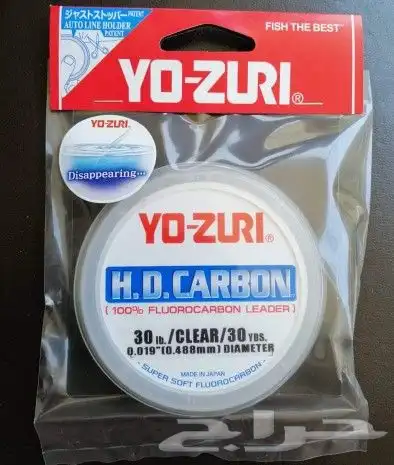 ジャストストッパー PATENT
AUTO LINE HOLDER
PATENT
FISH THE BEST™
YO-ZURI®
YO-ZURI
Disappearing...
YO-ZURI®
H.D.CARBON
[100% FLUOROCARBON LEADER]
30 lb./CLEAR/30 YDS.
0.019"(0.488mm) DIAMETER
MADE IN JAPAN
- SUPER SOFT FLUOROCARBON -
حراج